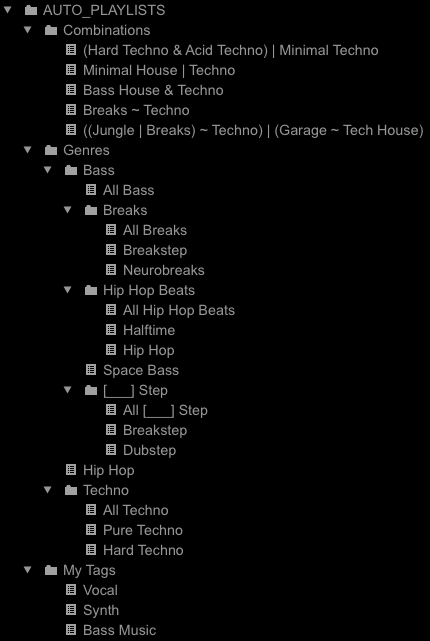 AUTO_PLAYLISTS
Combinations
(Hard Techno & Acid Techno) | Minimal Techno
Minimal House | Techno
Bass House & Techno
Breaks ~ Techno
((Jungle | Breaks) ~ Techno) | (Garage ~ Tech House)
Genres
Bass
All Bass
Breaks
All Breaks
Breakstep
Neurobreaks
Hip Hop Beats
All Hip Hop Beats
Halftime
Hip Hop
Space Bass
[___] Step
All [___] Step
Breakstep
Dubstep
Hip Hop
Techno
All Techno
Pure Techno
Hard Techno
My Tags
Vocal
Synth
Bass Music